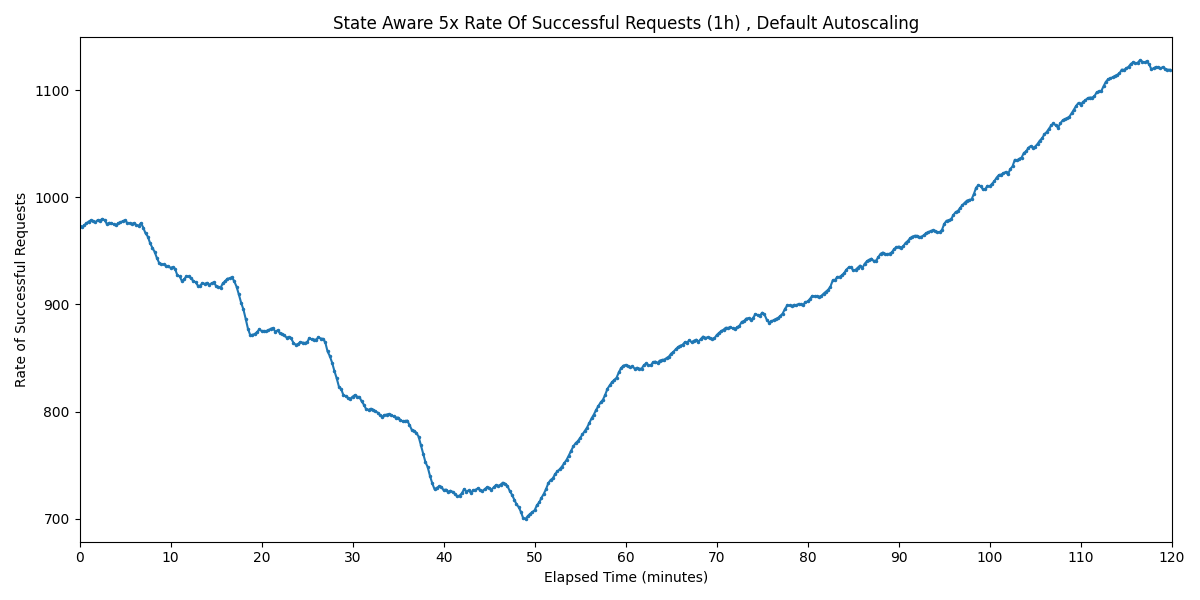 State Aware 5x Rate Of Successful Requests (1h) , Default Autoscaling
1100
1000
900
800
700
Rate of Successful Requests
0 10 20 30 40 50 60 70 80 90 100 110 120
Elapsed Time (minutes)